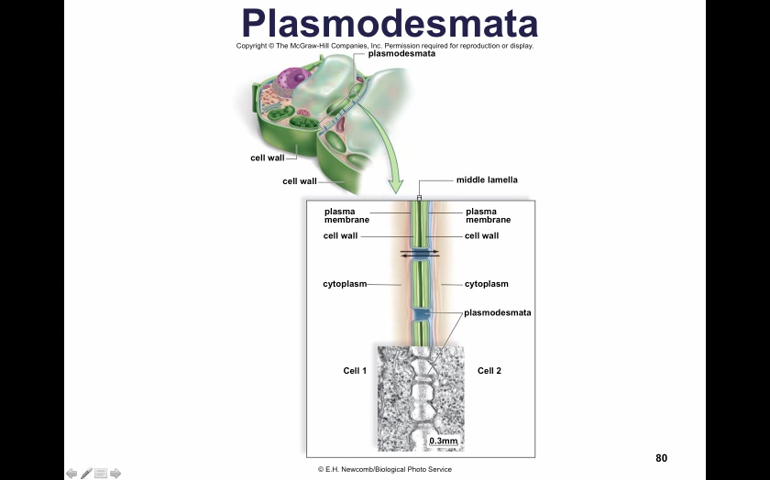 Plasmodesmata
Copyright © The McGraw-Hill Companies, Inc. Permission required for reproduction or display.
plasmodesmata
cell wall
cell wall
middle lamella
plasma
membrane
plasma
membrane
cell wall
cell wall
cytoplasm
cytoplasm
plasmodesmata
Cell 1
Cell 2
0.3mm
80
© E.H. Newcomb/Biological Photo Service